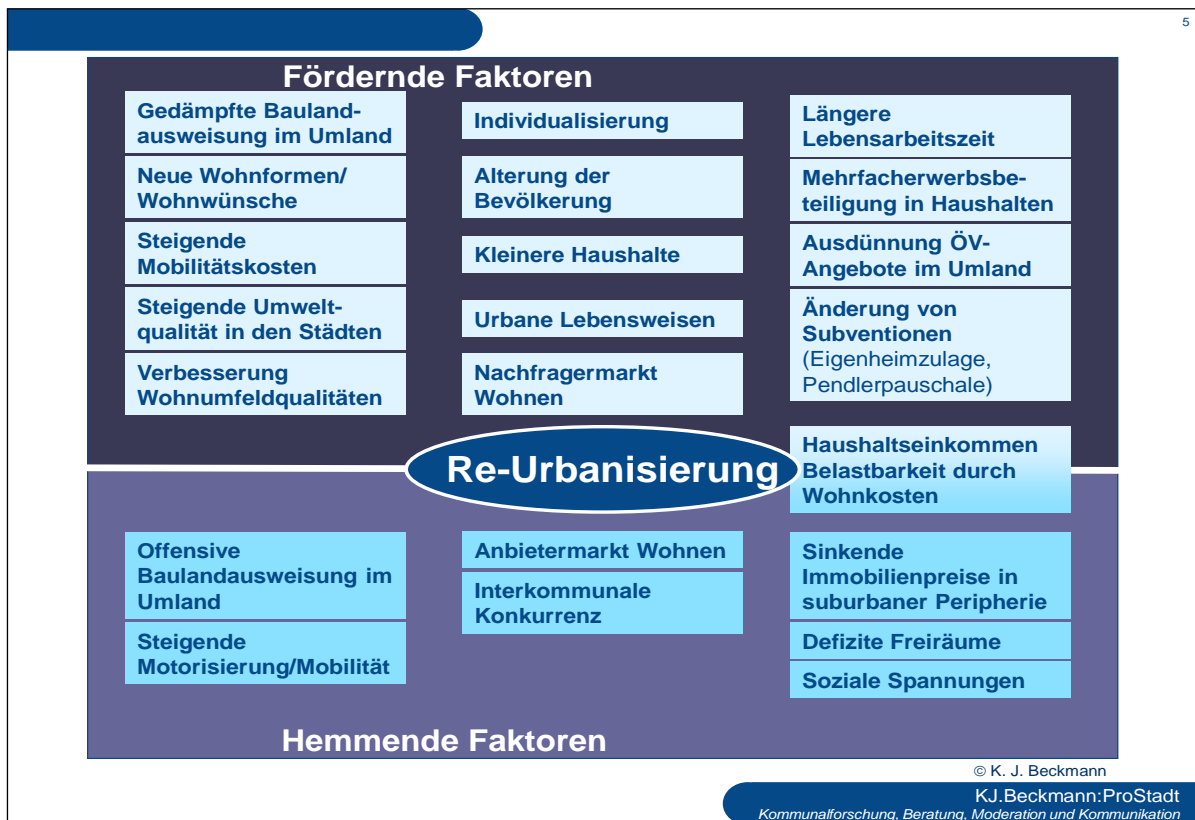 5
Fördernde Faktoren
Gedämpfte Bauland-
ausweisung im Umland
Neue Wohnformen/
Wohnwünsche
Steigende
Mobilitätskosten
Steigende Umwelt-
qualität in den Städten
Verbesserung
Wohnumfeldqualitäten
Individualisierung
Alterung der
Bevölkerung
Kleinere Haushalte
Urbane Lebensweisen
Nachfragermarkt
Wohnen
Längere
Lebensarbeitszeit
Mehrfacherwerbsbe-
teiligung in Haushalten
Ausdünnung ÖV-
Angebote im Umland
Änderung von
Subventionen
(Eigenheimzulage,
Pendlerpauschale)
Haushaltseinkommen
Belastbarkeit durch
Wohnkosten
Re-Urbanisierung
Offensive
Baulandausweisung im
Umland
Steigende
Motorisierung/Mobilität
Anbietermarkt Wohnen
Interkommunale
Konkurrenz
Sinkende
Immobilienpreise in
suburbaner Peripherie
Defizite Freiräume
Soziale Spannungen
Hemmende Faktoren
© K. J. Beckmann
KJ.Beckmann:ProStadt
Kommunalforschung, Beratung, Moderation und Kommunikation